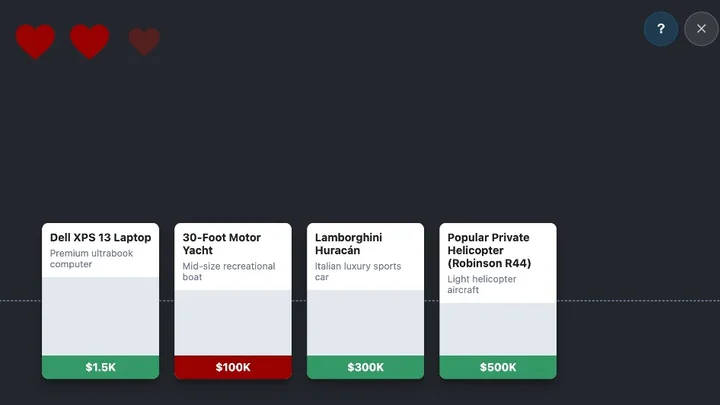 ?
×
Dell XPS 13 Laptop
Premium ultrabook
computer
$1.5K
30-Foot Motor
Yacht
Mid-size recreational
boat
$100K
Lamborghini
Huracán
Italian luxury sports
car
$300K
Popular Private
Helicopter
(Robinson R44)
Light helicopter
aircraft
$500K